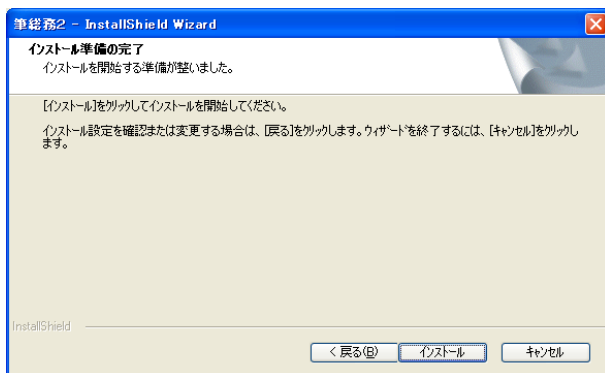 筆総務2 - InstallShield Wizard
インストール準備の完了
インストールを開始する準備が整いました。
[インストール]をクリックしてインストールを開始してください。
インストール設定を確認または変更する場合は、[戻る]をクリックします。ウィザードを終了するには、[キャンセル]をクリックし
ます。
InstallShield
< 戻る(B) インストール キャンセル